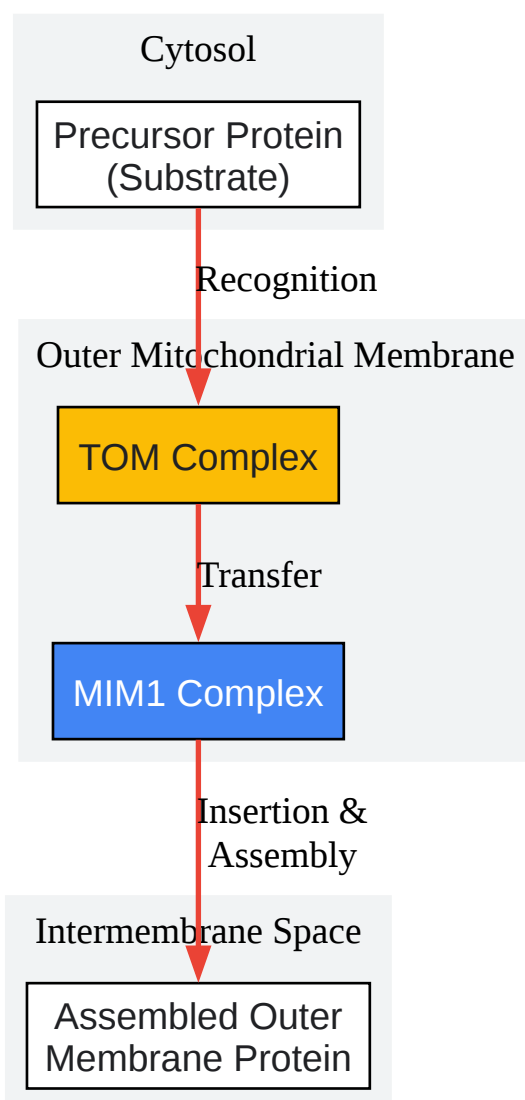 Cytosol
Precursor Protein
(Substrate)
Recognition
Outer Mitochondrial Membrane
TOM Complex
Transfer
MIM1 Complex
Insertion &
Assembly
Intermembrane Space
Assembled Outer
Membrane Protein